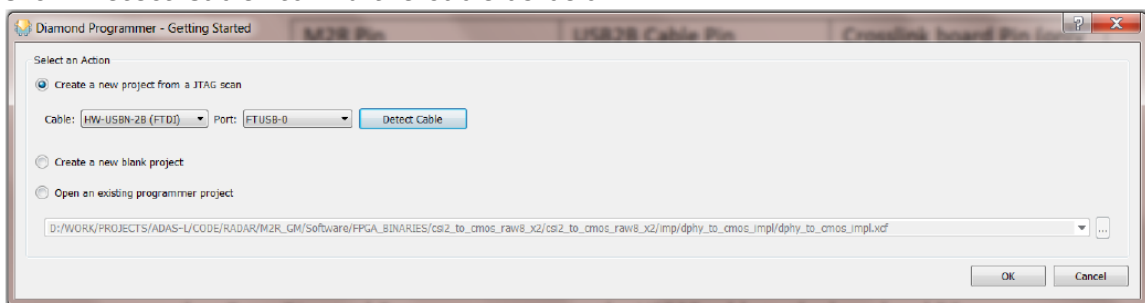 Diamond Programmer - Getting Started
M2R Pin USB2B Cable Pin Crosslink board Pin (only
Select an Action
Create a new project from a JTAG scan
Cable: HW-USBN-2B (FTDI) Port: FTUSB-0 Detect Cable
Create a new blank project
Open an existing programmer project
D:/WORK/PROJECTS/ADAS-L/CODE/RADAR/M2R_GM/Software/FPGA_BINARIES/csi2_to_cmos_raw8_x2/csi2_to_cmos_raw8_x2/imp/dphy_to_cmos_impl/dphy_to_cmos_impl.xcf ...
OK Cancel